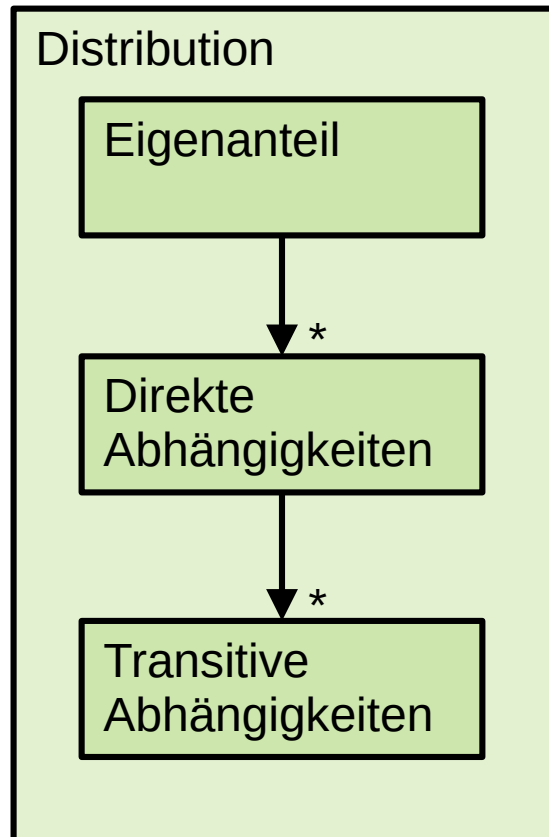 Distribution
Eigenanteil
*
Direkte
Abhängigkeiten
*
Transitive
Abhängigkeiten